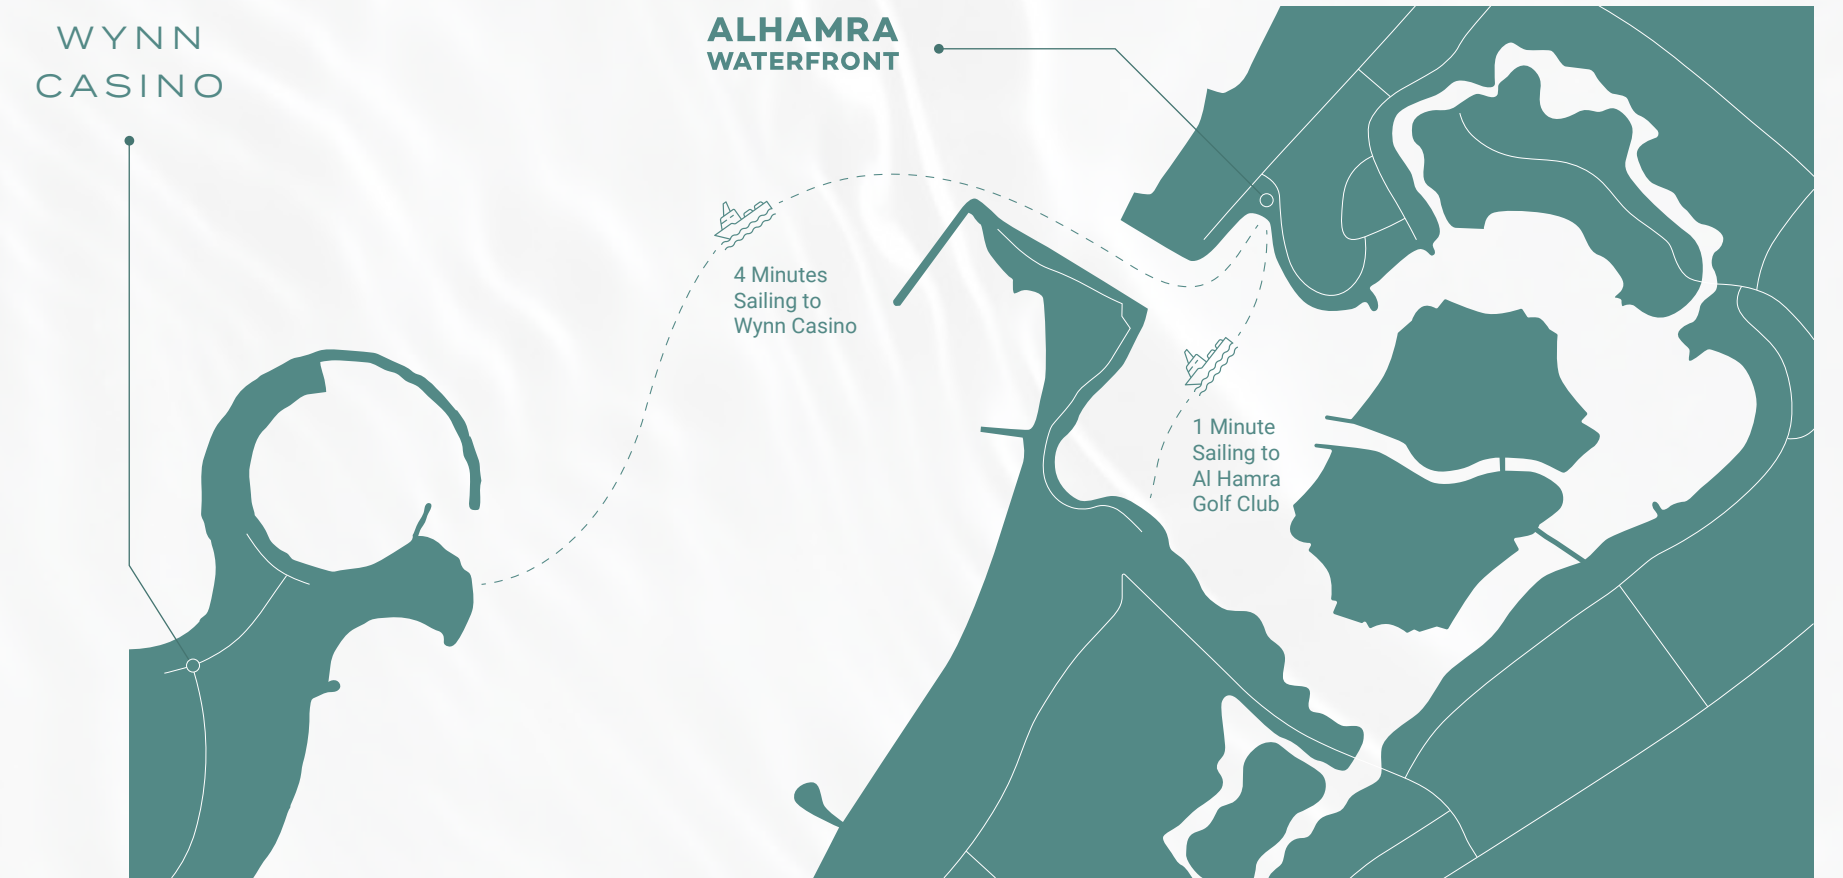 WYNN
CASINO
ALHAMRA
WATERFRONT
4 Minutes
Sailing to
Wynn Casino
1 Minute
Sailing to
Al Hamra
Golf Club